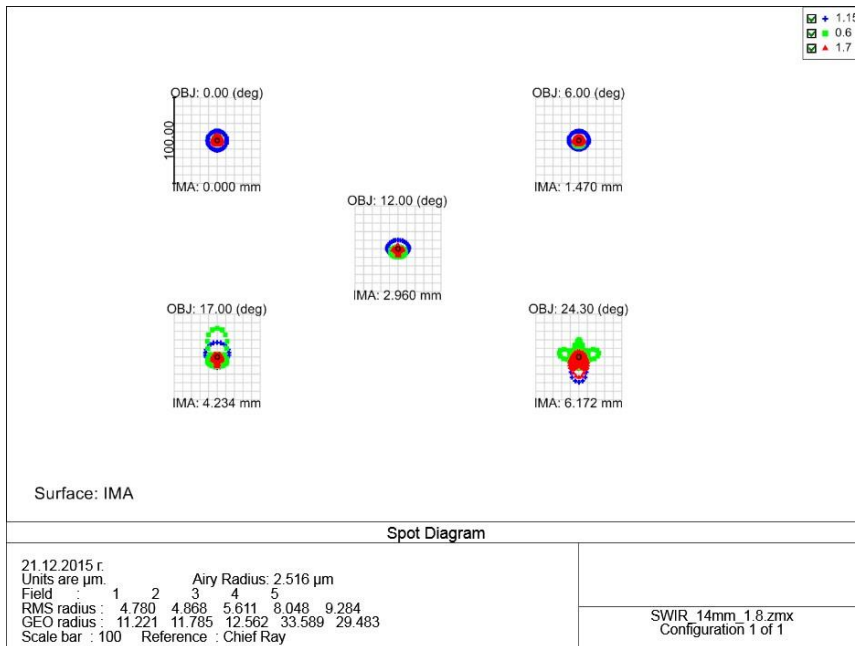 + 1.15
0.6
1.7
OBJ: 0.00 (deg)
OBJ: 6.00 (deg)
100.00
IMA: 0.000 mm
IMA: 1.470 mm
OBJ: 12.00 (deg)
IMA: 2.960 mm
OBJ: 17.00 (deg)
OBJ: 24.30 (deg)
IMA: 4.234 mm
IMA: 6.172 mm
Surface: IMA
Spot Diagram
21.12.2015 г.
Units are µm. Airy Radius: 2.516 µm
Field : 1 2 3 4 5
RMS radius : 4.780 4.868 5.611 8.048 9.284
GEO radius : 11.221 11.785 12.562 33.589 29.483
Scale bar : 100 Reference : Chief Ray
SWIR_14mm_1.8.zmx
Configuration 1 of 1